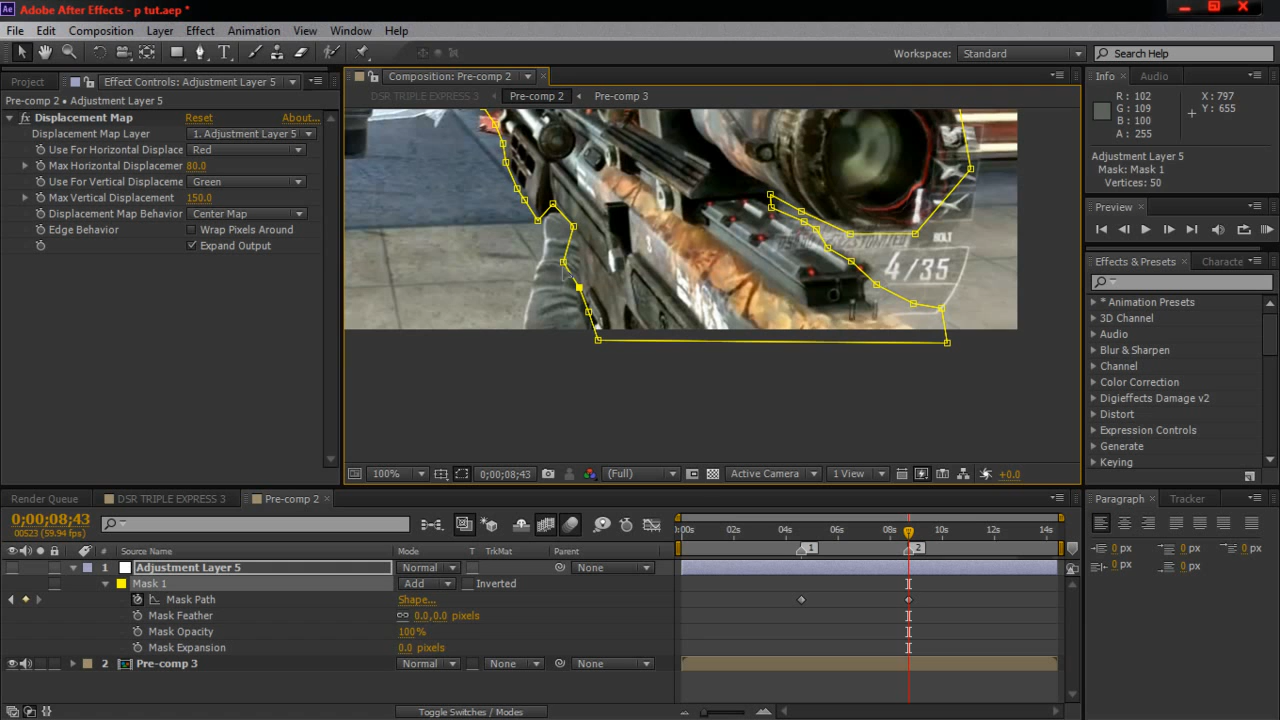 Adobe After Effects - p tut.aep *
File Edit Composition Layer Effect Animation View Window Help
Workspace: Standard Search Help
Project Effect Controls: Adjustment Layer 5
Pre-comp 2 • Adjustment Layer 5
fx Displacement Map Reset About...
Displacement Map Layer 1. Adjustment Layer 5
Use For Horizontal Displace Red
Max Horizontal Displacemer 80.0
Use For Vertical Displaceme Green
Max Vertical Displacement 150.0
Displacement Map Behavior Center Map
Edge Behavior Wrap Pixels Around
Expand Output
Composition: Pre-comp 2
DSR TRIPLE EXPRESS 3 Pre-comp 2 Pre-comp 3
BOLT
4/35
100% 0;00;08;43 (Full) Active Camera 1 View +0.0
Info Audio
R: 102 X: 797
G: 109 Y: 655
B: 100
A: 255
Adjustment Layer 5
Mask: Mask 1
Vertices: 50
Preview
Effects & Presets Characte
* Animation Presets
3D Channel
Audio
Blur & Sharpen
Channel
Color Correction
Digieffects Damage v2
Distort
Expression Controls
Generate
Keying
Render Queue DSR TRIPLE EXPRESS 3 Pre-comp 2
0;00;08;43
00523 (59.94 fps)
:00s 02s 04s 06s 08s 10s 12s 14s
1 2
# Source Name Mode T TrkMat Parent
1 Adjustment Layer 5 Normal None
Mask 1 Add Inverted
Mask Path Shape...
Mask Feather 0.0,0.0 pixels
Mask Opacity 100%
Mask Expansion 0.0 pixels
2 Pre-comp 3 Normal None None
Toggle Switches / Modes
Paragraph Tracker
0 px 0 px 0 px
0 px 0 px